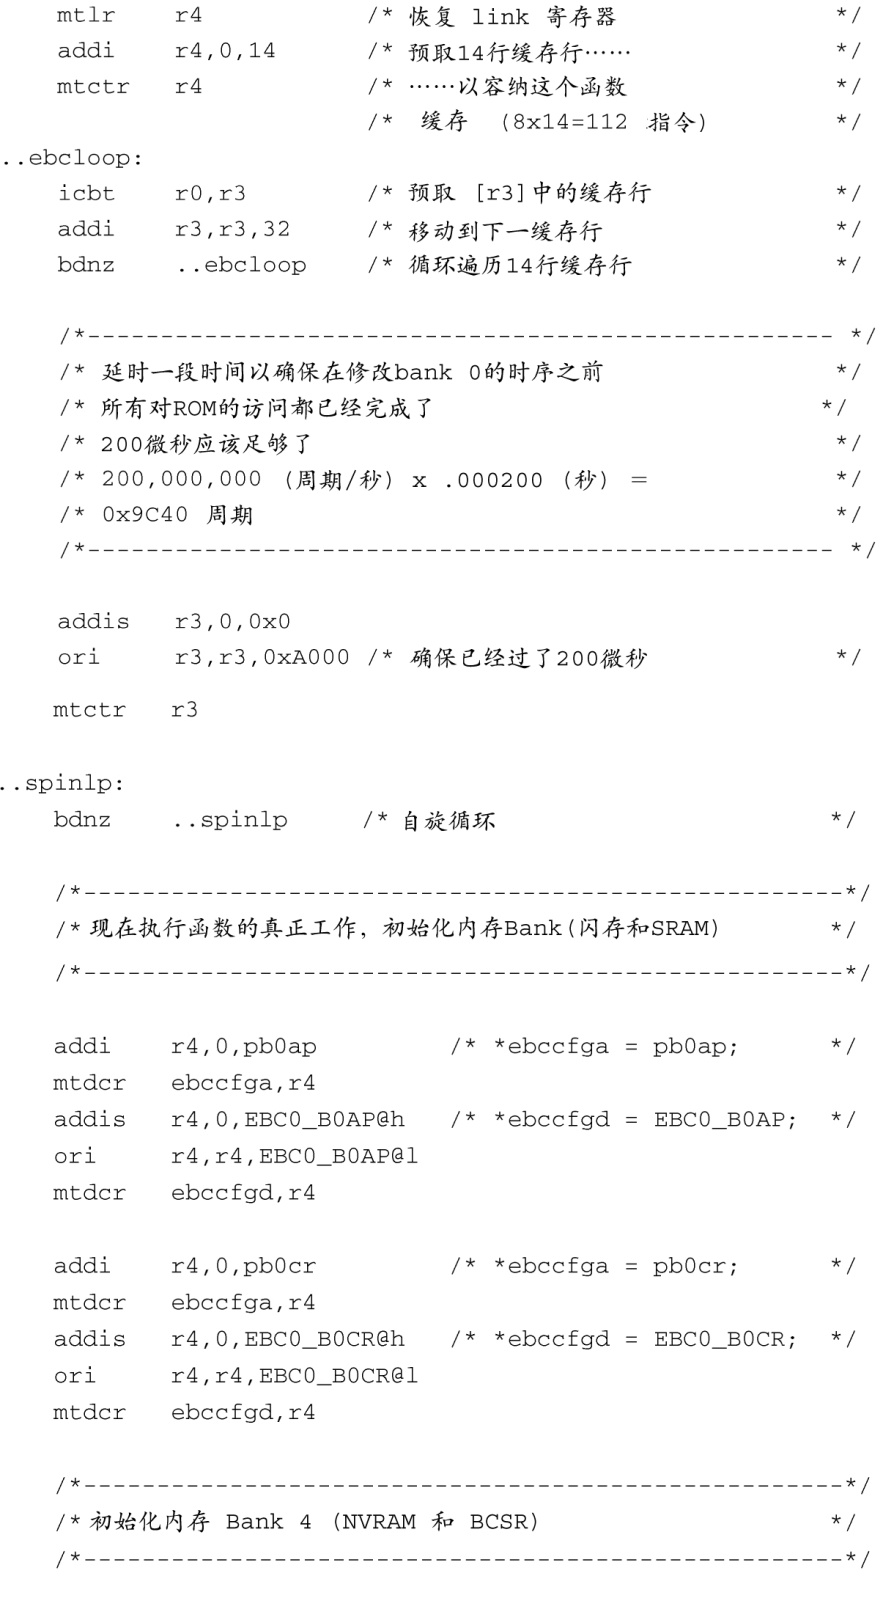 mtlr r4 /* 恢复 link 寄存器 */
addi r4,0,14 /* 预取14行缓存行…… */
mtctr r4 /* ……以容纳这个函数 */
/* 缓存 (8x14=112 指令) */
..ebcloop:
icbt r0,r3 /* 预取 [r3]中的缓存行 */
addi r3,r3,32 /* 移动到下一缓存行 */
bdnz ..ebcloop /* 循环遍历14行缓存行 */
/*--------------------------------------------------- */
/* 延时一段时间以确保在修改bank 0的时序之前 */
/* 所有对ROM的访问都已经完成了 */
/* 200微秒应该足够了 */
/* 200,000,000 (周期/秒) x .000200 (秒) = */
/* 0x9C40 周期 */
/*--------------------------------------------------- */
addis r3,0,0x0
ori r3,r3,0xA000 /* 确保已经过了200微秒 */
mtctr r3
..spinlp:
bdnz ..spinlp /* 自旋循环 */
/*----------------------------------------------------*/
/* 现在执行函数的真正工作, 初始化内存Bank(闪存和SRAM) */
/*----------------------------------------------------*/
addi r4,0,pb0ap /* *ebccfga = pb0ap; */
mtdcr ebccfga,r4
addis r4,0,EBC0_B0AP@h /* *ebccfgd = EBC0_B0AP; */
ori r4,r4,EBC0_B0AP@l
mtdcr ebccfgd,r4
addi r4,0,pb0cr /* *ebccfga = pb0cr; */
mtdcr ebccfga,r4
addis r4,0,EBC0_B0CR@h /* *ebccfgd = EBC0_B0CR; */
ori r4,r4,EBC0_B0CR@l
mtdcr ebccfgd,r4
/*----------------------------------------------------*/
/* 初始化内存 Bank 4 (NVRAM 和 BCSR) */
/*----------------------------------------------------*/